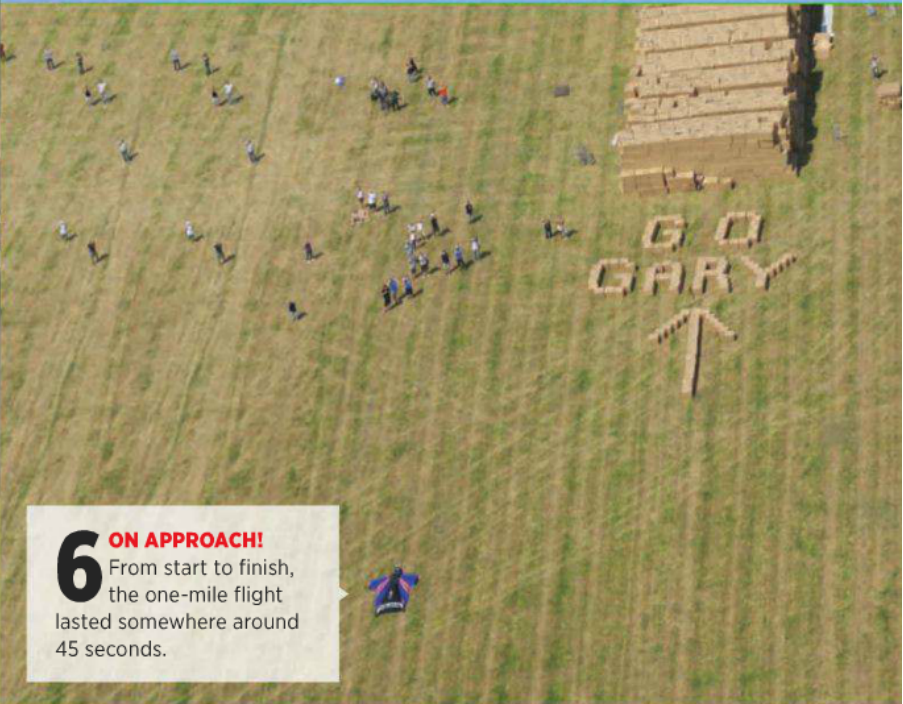 GO
GARY
6 ON APPROACH!
From start to finish,
the one-mile flight
lasted somewhere around
45 seconds.